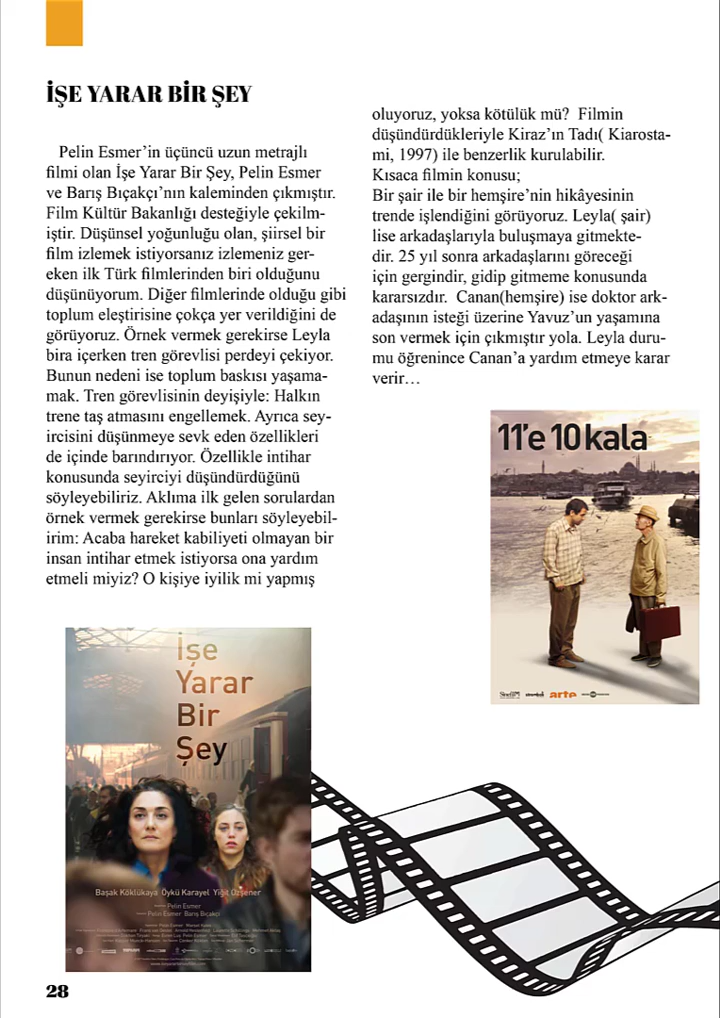 İŞE YARAR BİR ŞEY
Pelin Esmer’in üçüncü uzun metrajlı
filmi olan İşe Yarar Bir Şey, Pelin Esmer
ve Barış Bıçakçı’nın kaleminden çıkmıştır.
Film Kültür Bakanlığı desteğiyle çekilm-
iştir. Düşünsel yoğunluğu olan, şiirsel bir
film izlemek istiyorsanız izlemeniz ger-
eken ilk Türk filmlerinden biri olduğunu
düşünüyorum. Diğer filmlerinde olduğu gibi
toplum eleştirisine çokça yer verildiğini de
görüyoruz. Örnek vermek gerekirse Leyla
bira içerken tren görevlisi perdeyi çekiyor.
Bunun nedeni ise toplum baskısı yaşama-
mak. Tren görevlisinin deyişiyle: Halkın
trene taş atmasını engellemek. Ayrıca sey-
ircisini düşünmeye sevk eden özellikleri
de içinde barındırıyor. Özellikle intihar
konusunda seyirciyi düşündürdüğünü
söyleyebiliriz. Aklıma ilk gelen sorulardan
örnek vermek gerekirse bunları söyleyebil-
irim: Acaba hareket kabiliyeti olmayan bir
insan intihar etmek istiyorsa ona yardım
etmeli miyiz? O kişiye iyilik mi yapmış
oluyoruz, yoksa kötülük mü? Filmin
düşündürdükleriyle Kiraz’ın Tadı( Kiarosta-
mi, 1997) ile benzerlik kurulabilir.
Kısaca filmin konusu;
Bir şair ile bir hemşire’nin hikâyesinin
trende işlendiğini görüyoruz. Leyla( şair)
lise arkadaşlarıyla buluşmaya gitmekte-
dir. 25 yıl sonra arkadaşlarını göreceği
için gergindir, gidip gitmeme konusunda
kararsızdır. Canan(hemşire) ise doktor ark-
adaşının isteği üzerine Yavuz’un yaşamına
son vermek için çıkmıştır yola. Leyla duru-
mu öğrenince Canan’a yardım etmeye karar
verir…
11’e 10 kala
arte
İşe
Yarar
Bir
Şey
Başak Köklükaya Öykü Karayel Yiğit Özşener
Pelin Esmer
Pelin Esmer Barış Bıçakçı
28